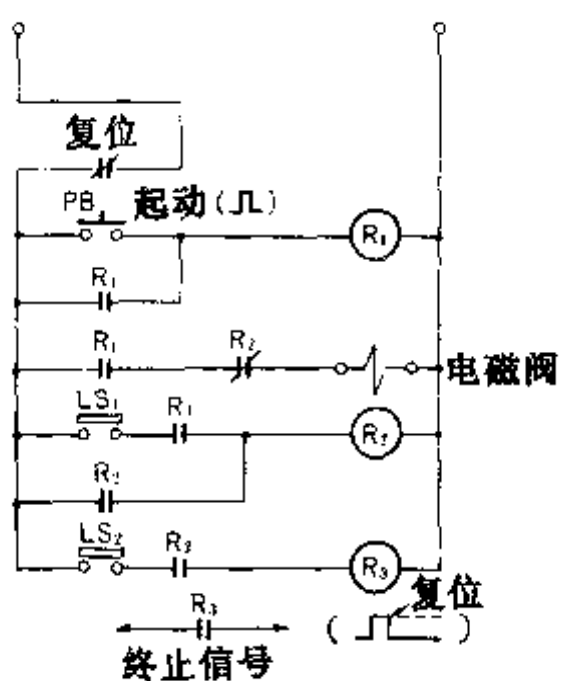 复位
PB 起动(⎍)
R₁
R₁
R₁ R₂
电磁阀
LS₁ R₁
R₂
R₂
LS₂ R₂
R₃
R₃ 复位
终止信号